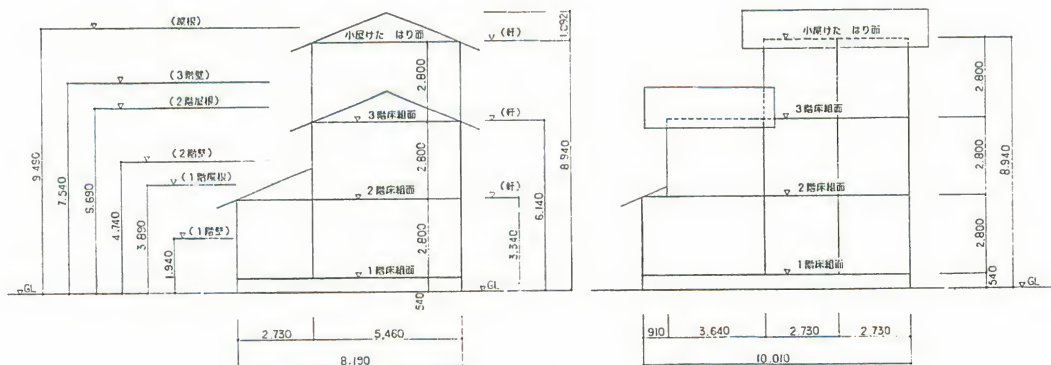 (屋根)
(3階壁)
(2階屋根)
(2階壁)
(1階屋根)
(1階壁)
9.490
7.540
6.690
4.740
3.890
1.940
GL
小屋けた はり面
2.800
3階床組面
2.800
2階床組面
2.800
1階床組面
540
(軒)
(軒)
(軒)
1.092
8.940
6.140
3.340
GL
2.730
5.460
8.190
小屋けた はり面
3階床組面
2階床組面
1階床組面
2.800
2.800
2.800
540
8.940
GL
GL
910
3.640
2.730
2.730
10.010